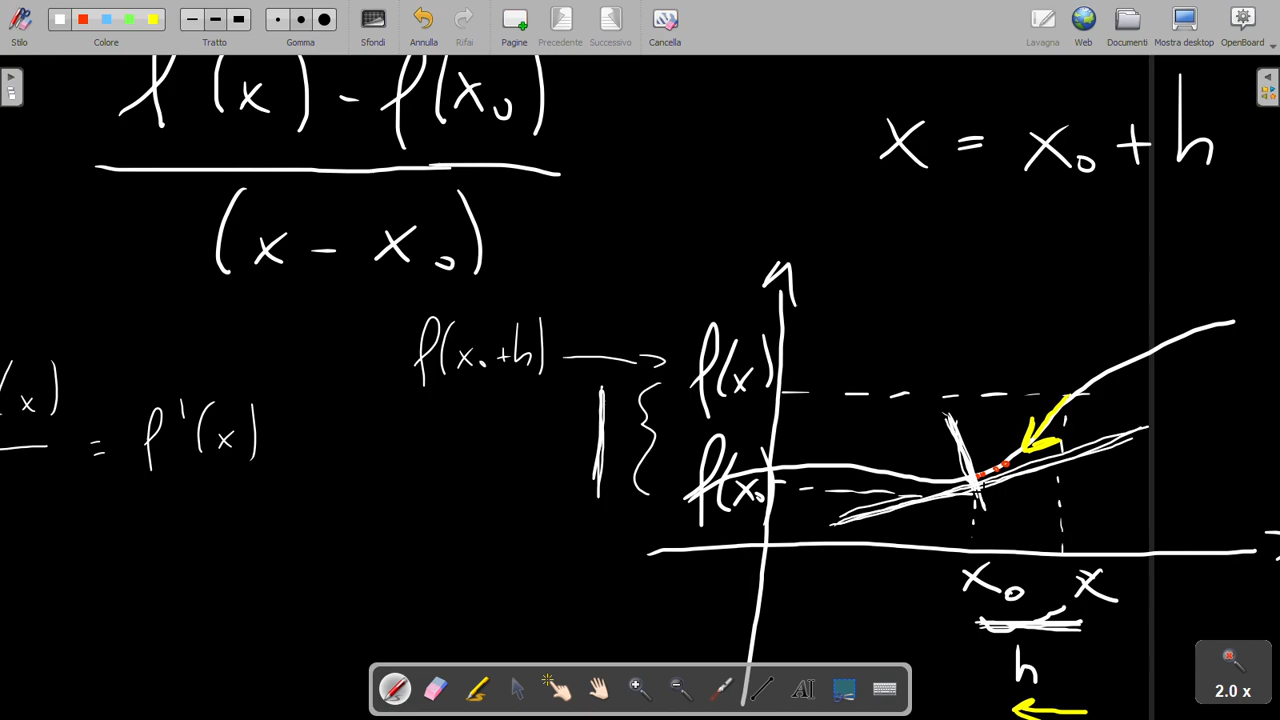 Stilo
Colore
Tratto
Gomma
Sfondi
Annulla
Rifai
Pagine
Precedente
Successivo
Cancella
Lavagna
Web
Documenti
Mostra desktop
OpenBoard
f(x) - f(x₀)
(x - x₀)
x = x₀ + h
f(x₀+h)
f(x)
(x)
= f'(x)
f(x₀)
x₀ x
h
AI
2.0 x